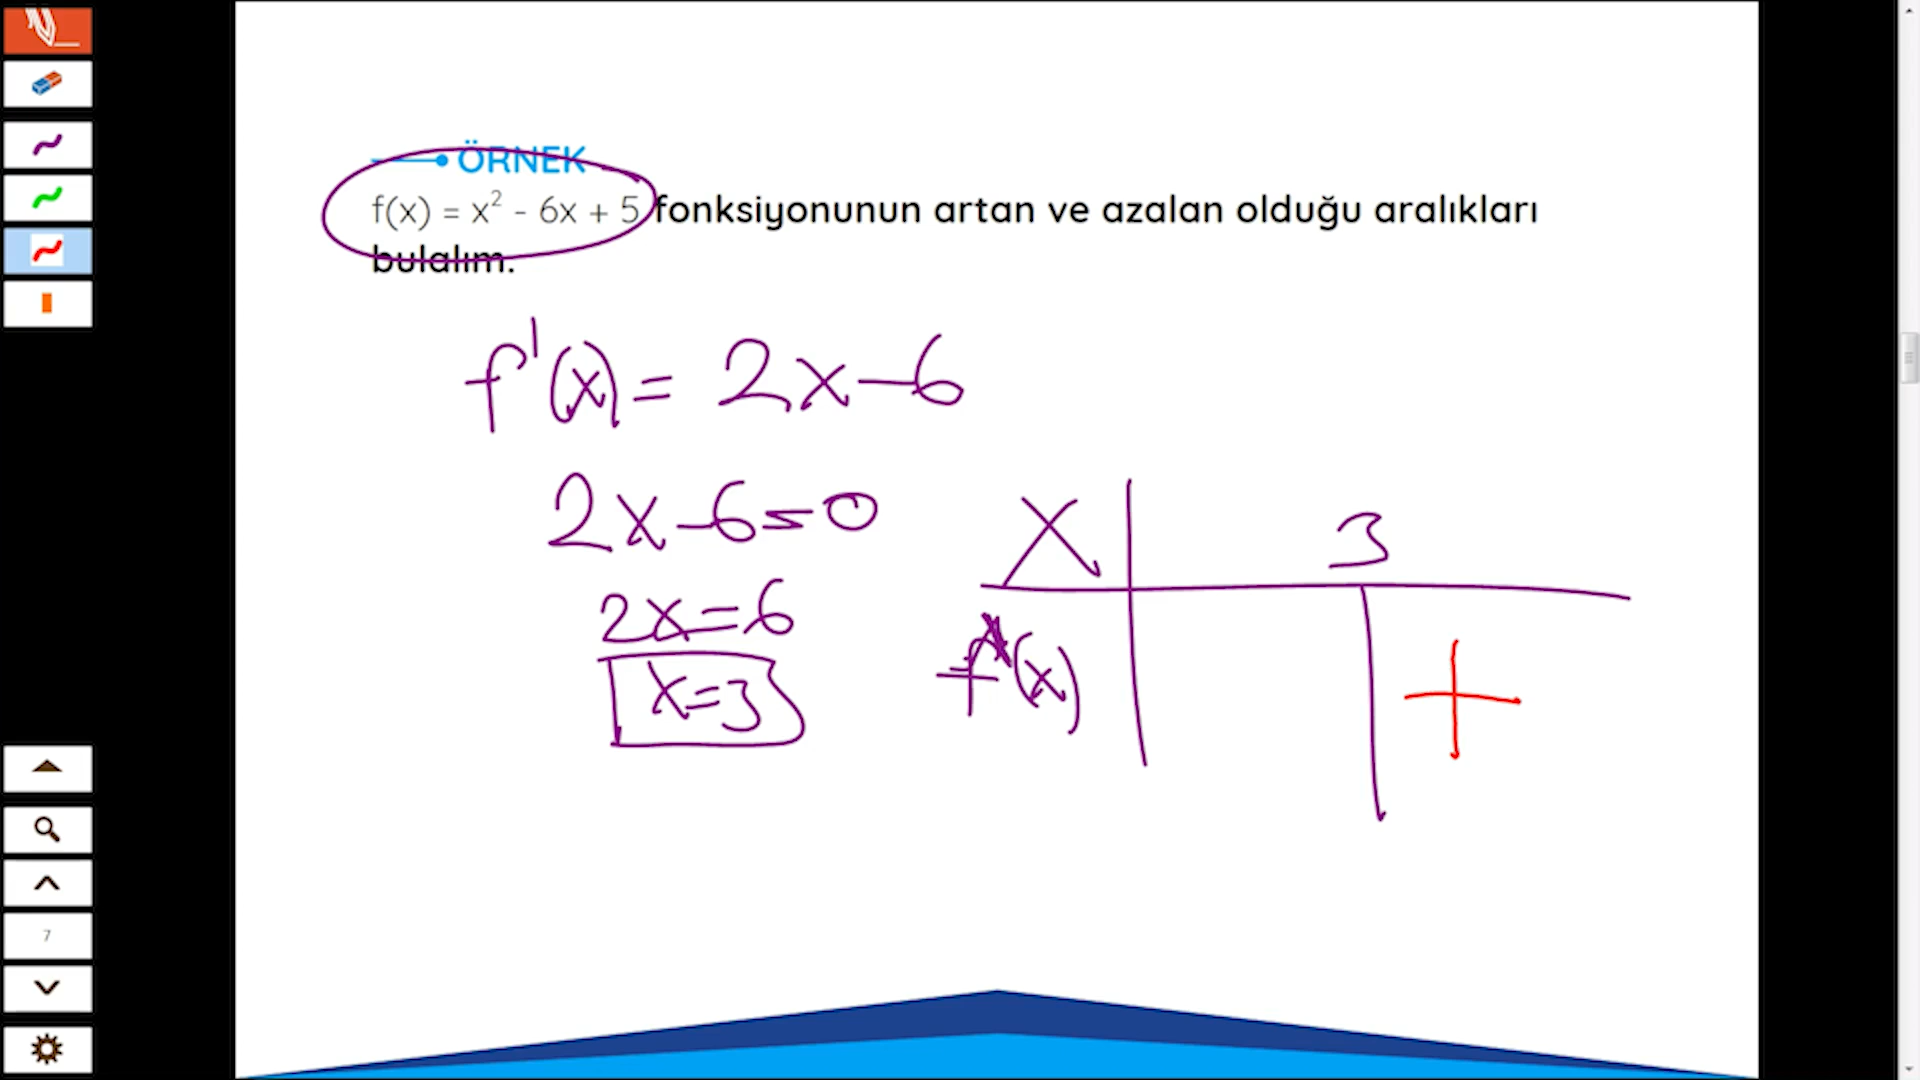 ÖRNEK
f(x) = x² - 6x + 5 fonksiyonunun artan ve azalan olduğu aralıkları
bulalım.
f'(x) = 2x-6
2x-6=0
2x=6
x=3
x 3
f'(x) +
7